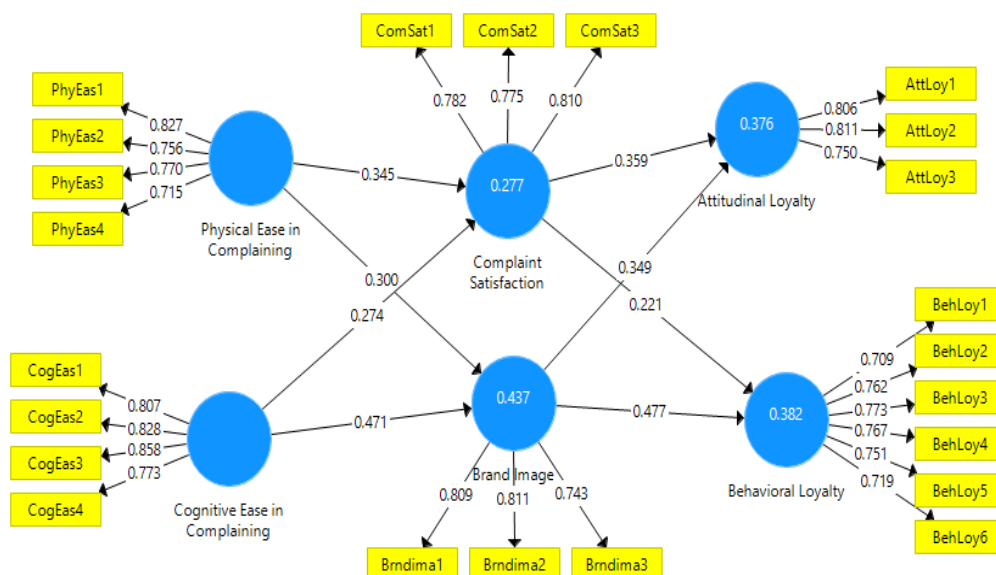 ComSat1
ComSat2
ComSat3
PhyEas1
PhyEas2
PhyEas3
PhyEas4
0.827
0.756
0.770
0.715
0.782
0.775
0.810
AttLoy1
AttLoy2
AttLoy3
0.806
0.811
0.750
0.376
0.277
0.345
0.359
Physical Ease in
Complaining
Complaint
Satisfaction
Attitudinal Loyalty
0.300
0.274
0.349
0.221
CogEas1
CogEas2
CogEas3
CogEas4
0.807
0.828
0.858
0.773
0.471
0.437
0.477
0.382
BehLoy1
BehLoy2
BehLoy3
BehLoy4
BehLoy5
BehLoy6
0.709
0.762
0.773
0.767
0.751
0.719
Cognitive Ease in
Complaining
Brand Image
Behavioral Loyalty
0.809
0.811
0.743
Brndima1
Brndima2
Brndima3